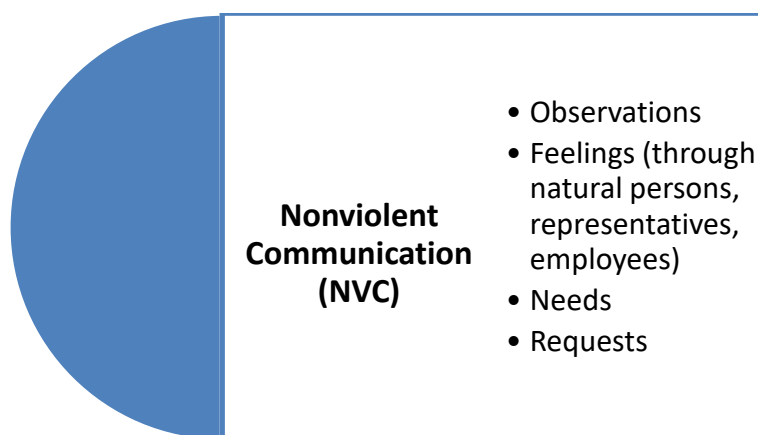 Nonviolent
Communication
(NVC)
• Observations
• Feelings (through
natural persons,
representatives,
employees)
• Needs
• Requests